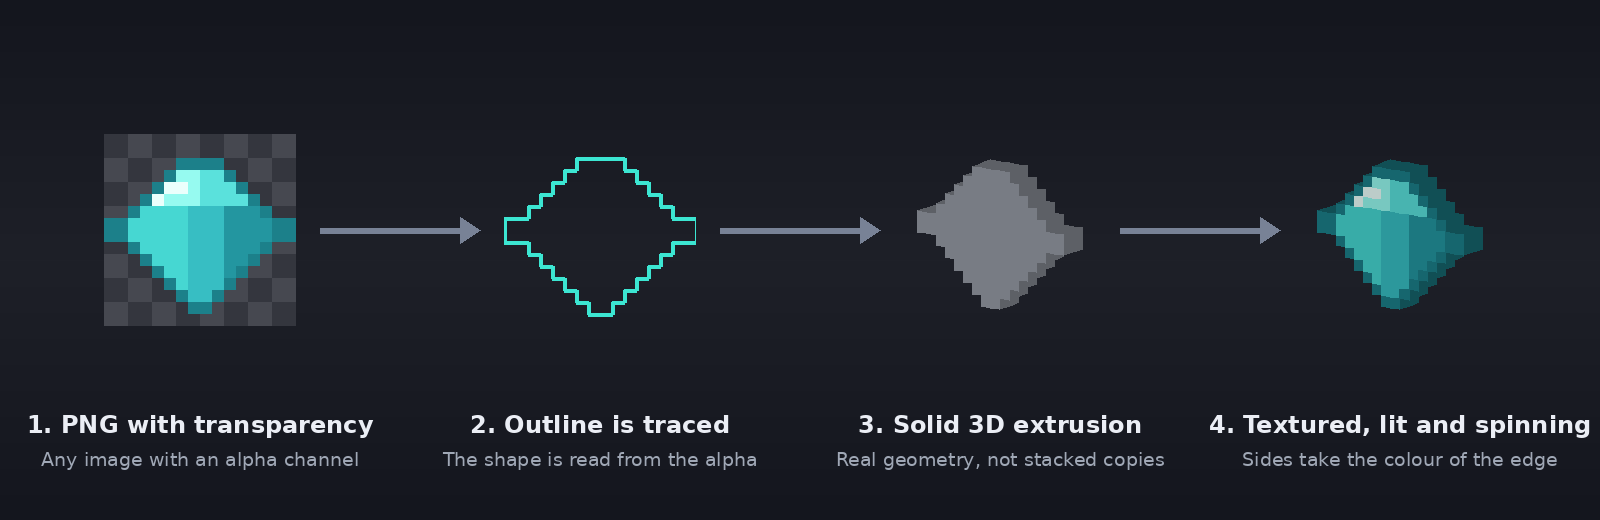 1. PNG with transparency
Any image with an alpha channel
2. Outline is traced
The shape is read from the alpha
3. Solid 3D extrusion
Real geometry, not stacked copies
4. Textured, lit and spinning
Sides take the colour of the edge